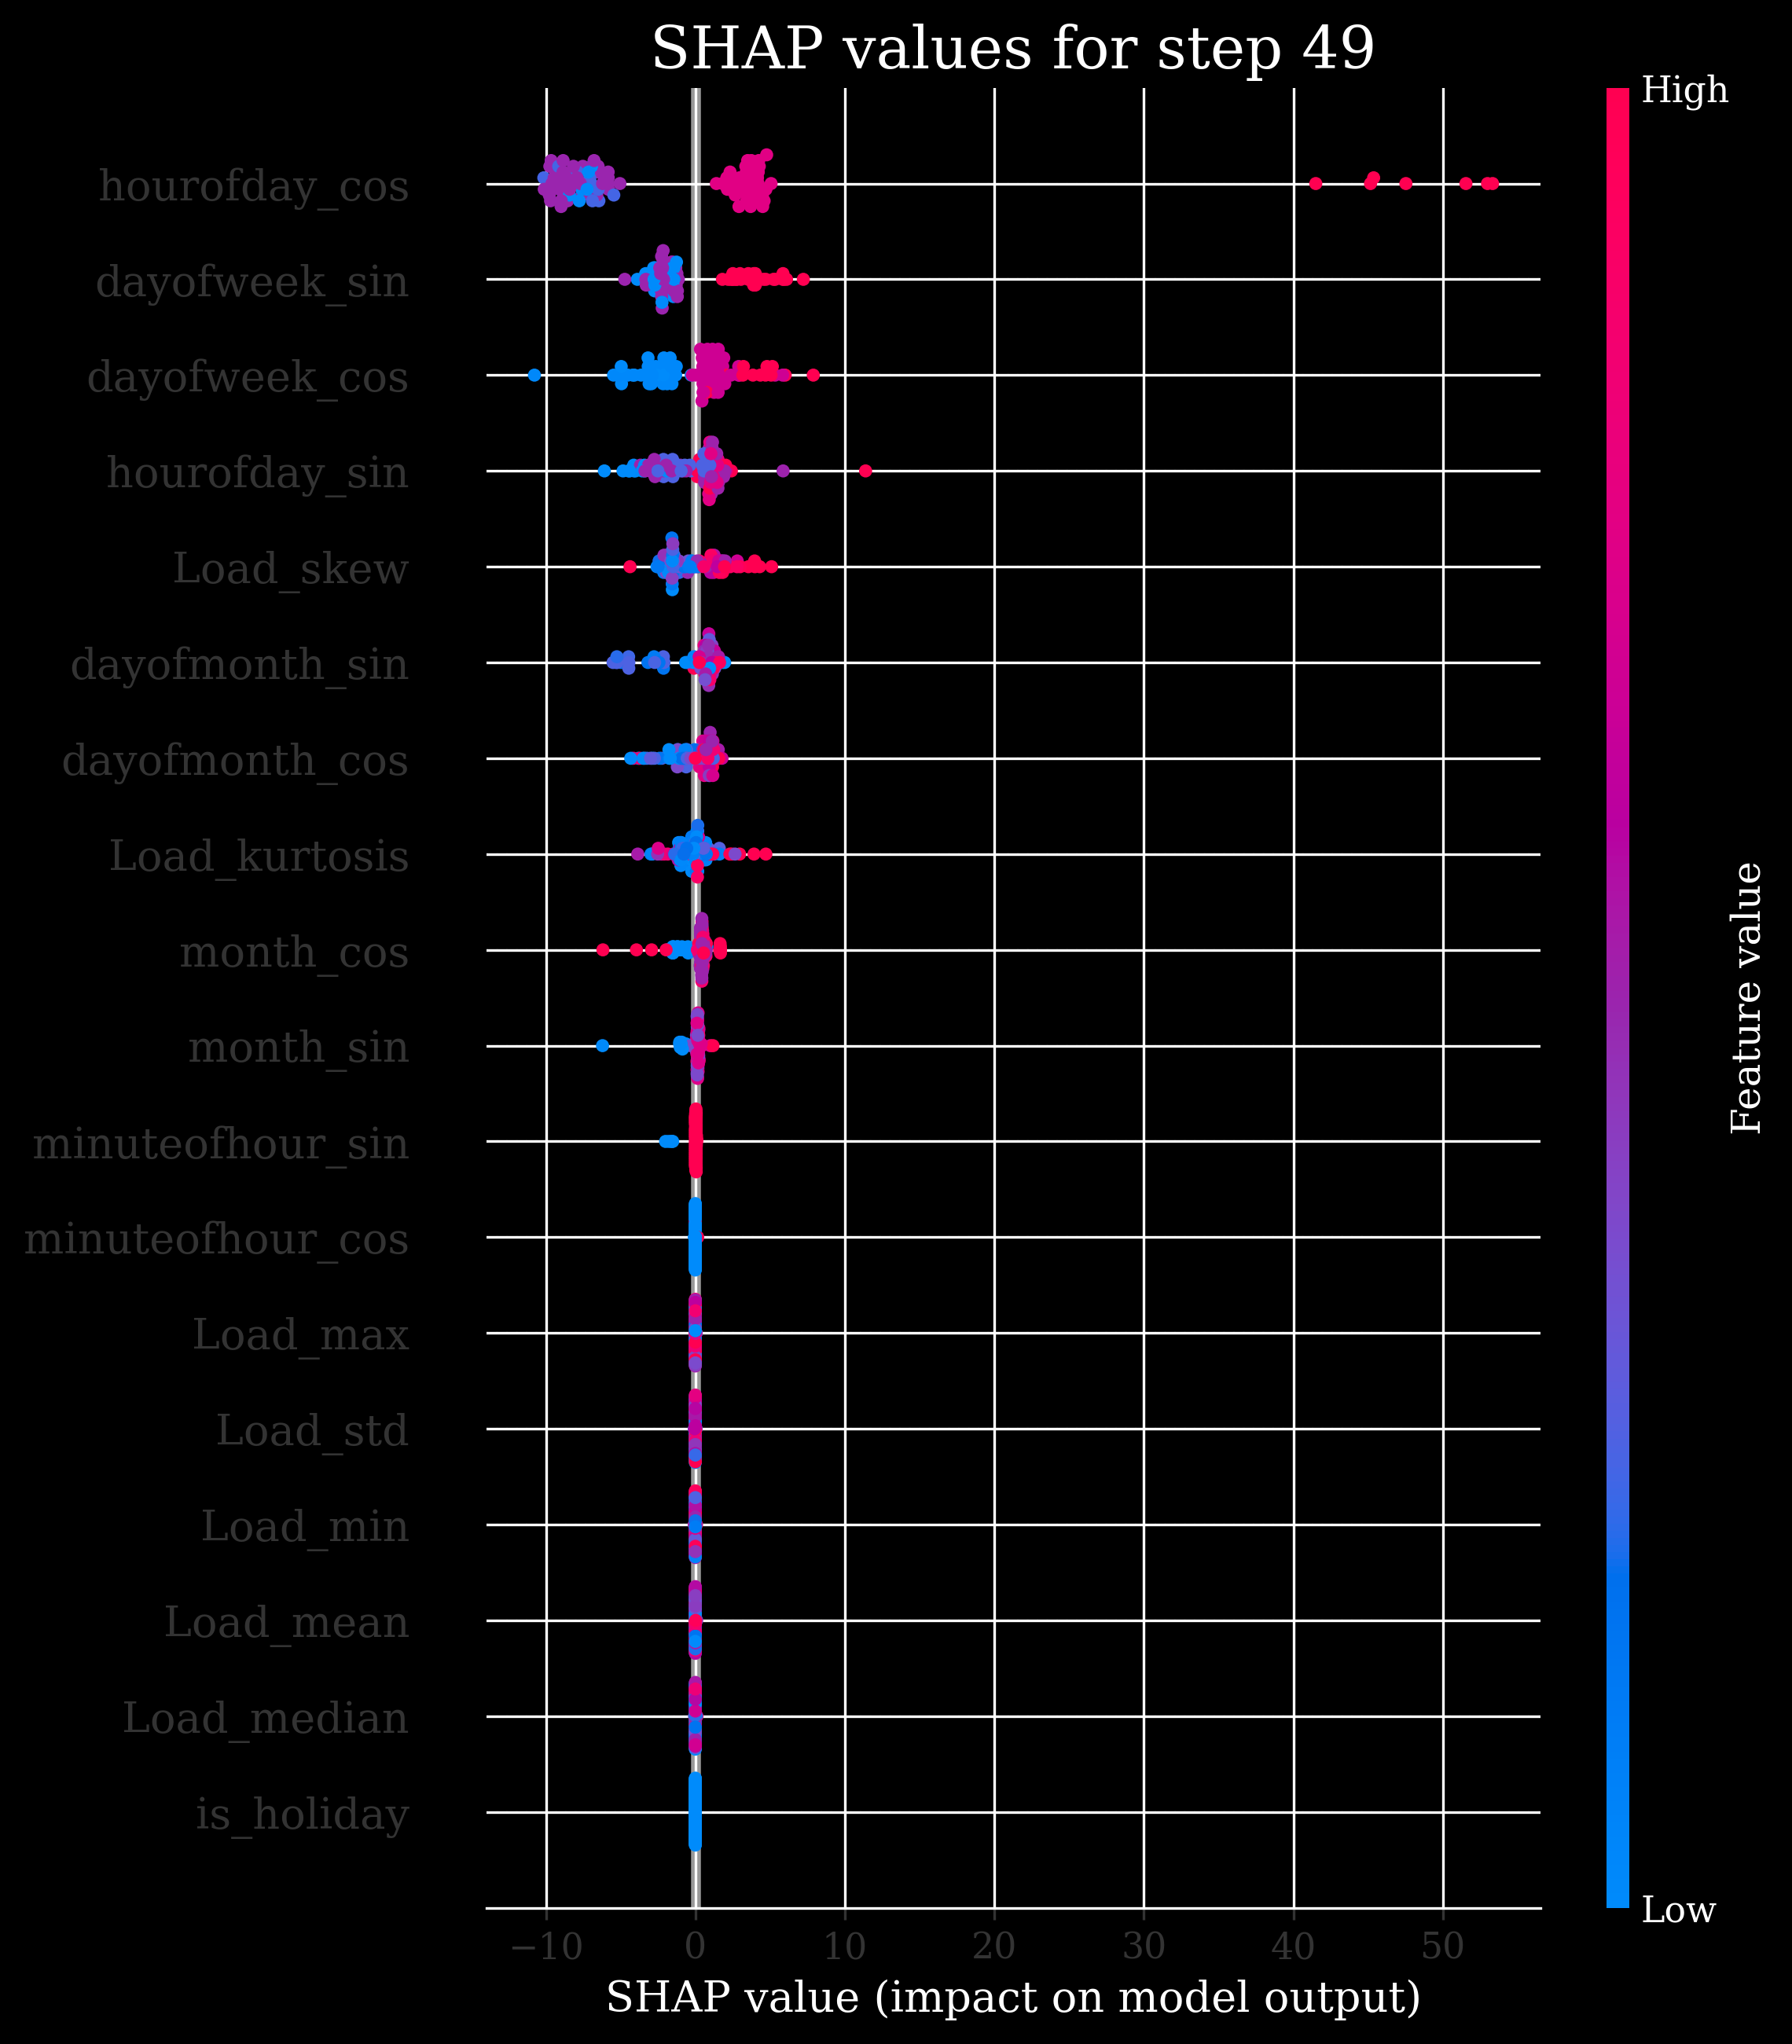 SHAP values for step 49
High
hourofday_cos
dayofweek_sin
dayofweek_cos
hourofday_sin
Load_skew
dayofmonth_sin
dayofmonth_cos
Load_kurtosis
month_cos
month_sin
minuteofhour_sin
minuteofhour_cos
Load_max
Load_std
Load_min
Load_mean
Load_median
is_holiday
Feature value
Low
−10 0 10 20 30 40 50
SHAP value (impact on model output)